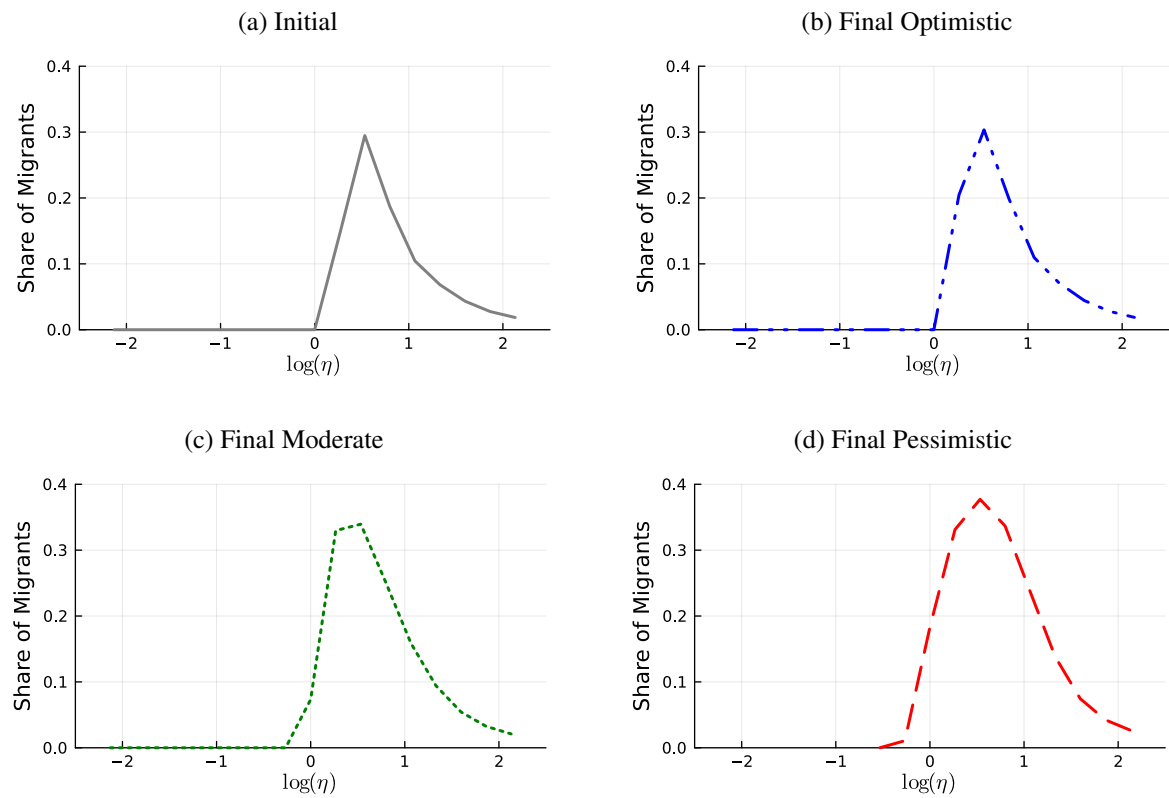 (a) Initial
(b) Final Optimistic
0.4
0.3
0.2
0.1
0.0
Share of Migrants
−2 −1 0 1 2
log(η)
0.4
0.3
0.2
0.1
0.0
Share of Migrants
−2 −1 0 1 2
log(η)
(c) Final Moderate
(d) Final Pessimistic
0.4
0.3
0.2
0.1
0.0
Share of Migrants
−2 −1 0 1 2
log(η)
0.4
0.3
0.2
0.1
0.0
Share of Migrants
−2 −1 0 1 2
log(η)